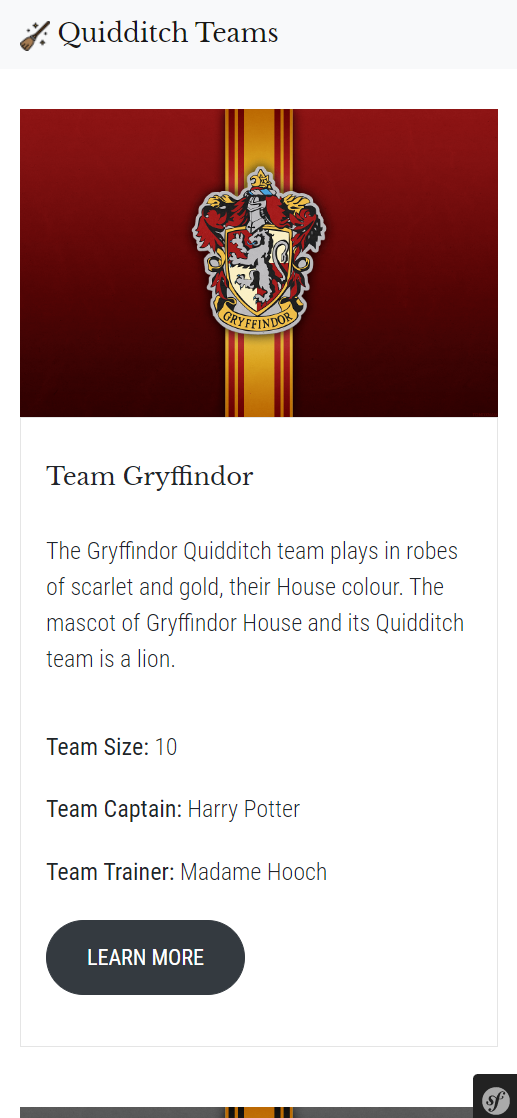 Quidditch Teams
GRYFFINDOR
Team Gryffindor
The Gryffindor Quidditch team plays in robes
of scarlet and gold, their House colour. The
mascot of Gryffindor House and its Quidditch
team is a lion.
Team Size: 10
Team Captain: Harry Potter
Team Trainer: Madame Hooch
LEARN MORE
sf